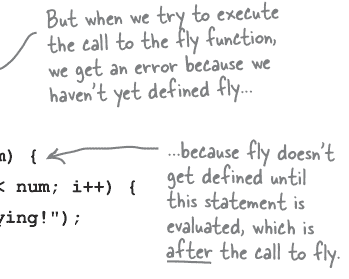 But when we try to execute
the call to the fly function,
we get an error because we
haven't yet defined fly...
n) {
< num; i++) {
ying!");
...because fly doesn't
get defined until
this statement is
evaluated, which is
after the call to fly.